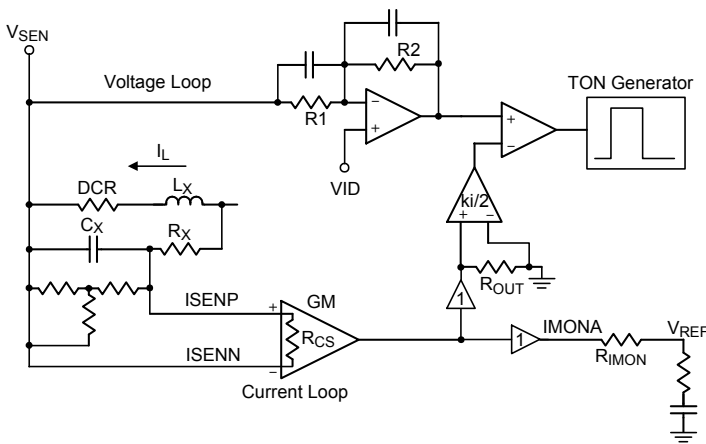 VSEN
Voltage Loop
R2
R1
−
+
VID
TON Generator
+
−
IL
DCR
LX
CX
RX
ki/2
+
−
ROUT
1
ISENP
+
GM
RCS
ISENN
−
Current Loop
1
IMONA
RIMON
VREF